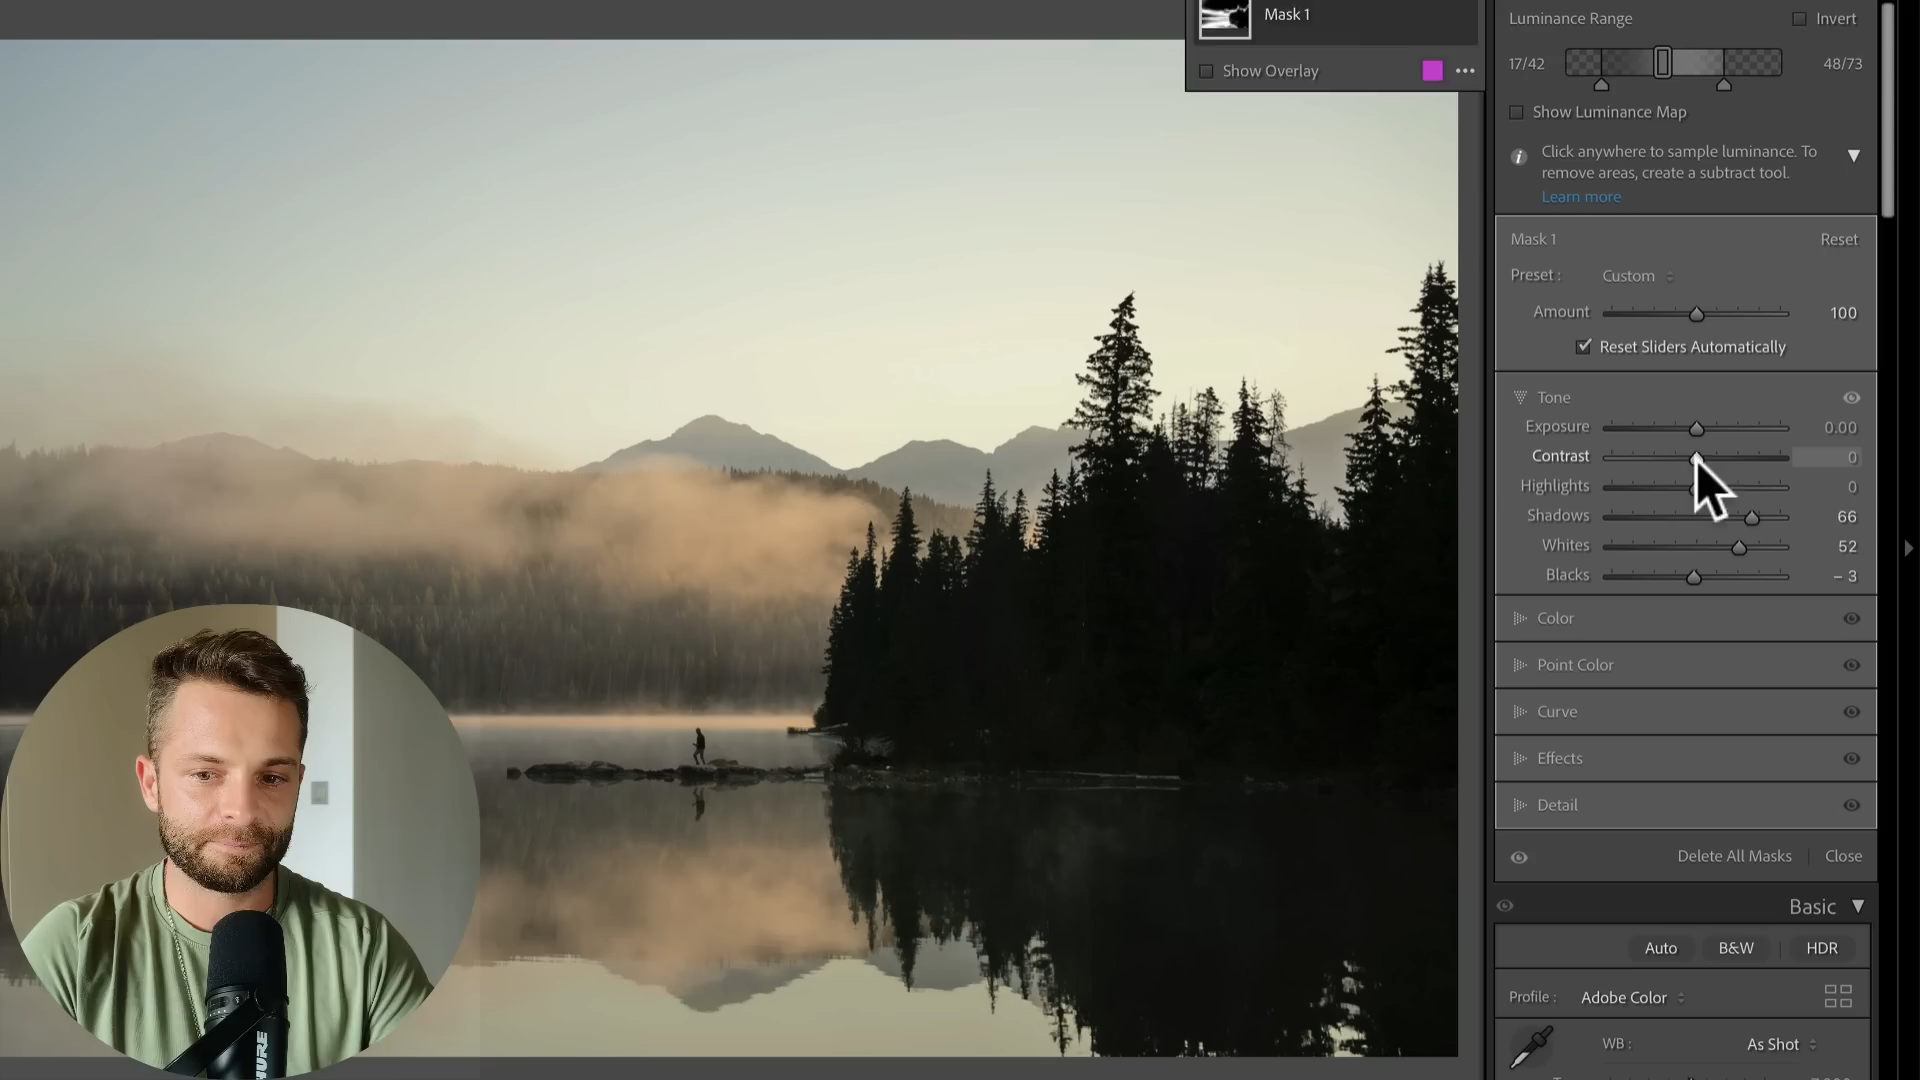 Mask 1
Show Overlay
Luminance Range
Invert
17/42
48/73
Show Luminance Map
Click anywhere to sample luminance. To
remove areas, create a subtract tool.
Learn more
Mask 1
Reset
Preset :
Custom
Amount
100
Reset Sliders Automatically
Tone
Exposure
0.00
Contrast
0
Highlights
0
Shadows
66
Whites
52
Blacks
– 3
Color
Point Color
Curve
Effects
Detail
Delete All Masks
Close
Basic
Auto
B&W
HDR
Profile :
Adobe Color
WB :
As Shot
SHURE